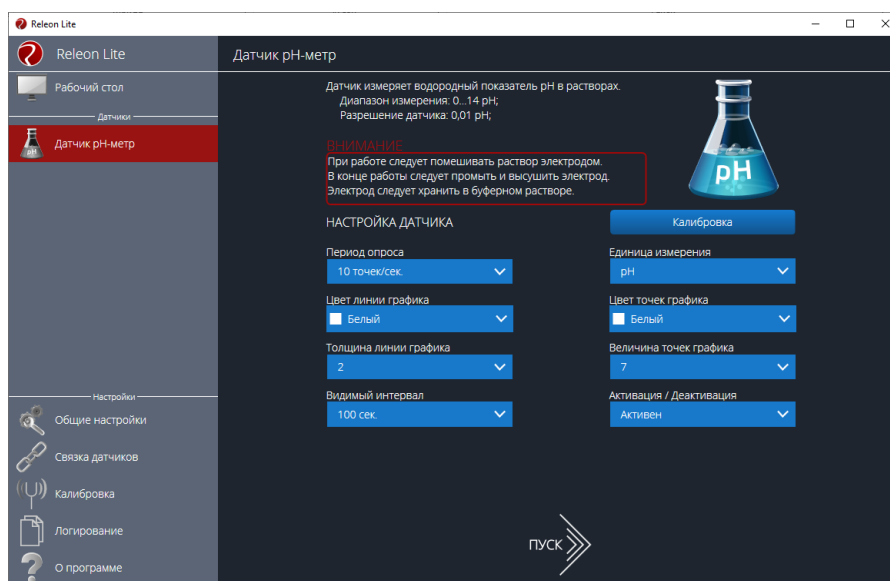 Releon Lite
Releon Lite
Датчик pH-метр
Рабочий стол
Датчики
pH
Датчик pH-метр
Датчик измеряет водородный показатель pH в растворах.
Диапазон измерения: 0...14 pH;
Разрешение датчика: 0,01 pH;
ВНИМАНИЕ
При работе следует помешивать раствор электродом.
В конце работы следует промыть и высушить электрод.
Электрод следует хранить в буферном растворе.
pH
НАСТРОЙКА ДАТЧИКА
Калибровка
Период опроса
10 точек/сек.
Единица измерения
pH
Цвет линии графика
Белый
Цвет точек графика
Белый
Толщина линии графика
2
Величина точек графика
7
Видимый интервал
100 сек.
Активация / Деактивация
Активен
Настройки
Общие настройки
Связка датчиков
Калибровка
Логирование
О программе
ПУСК